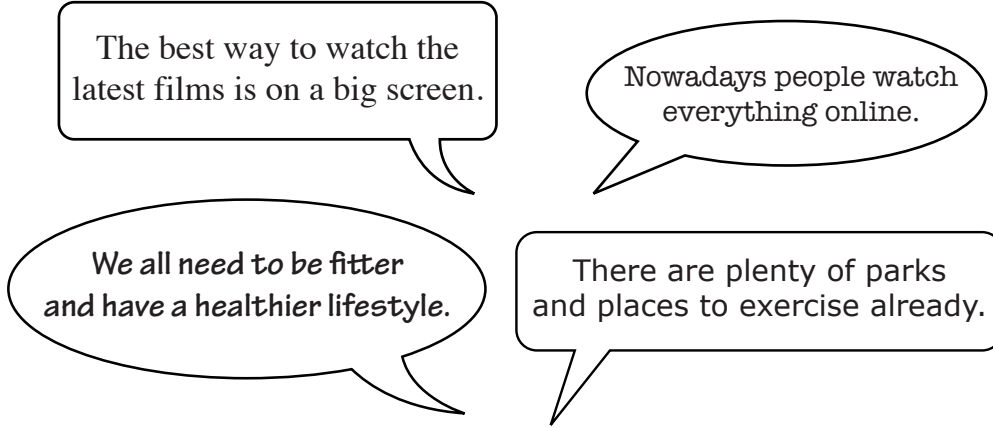 The best way to watch the
latest films is on a big screen.
Nowadays people watch
everything online.
We all need to be fitter
and have a healthier lifestyle.
There are plenty of parks
and places to exercise already.